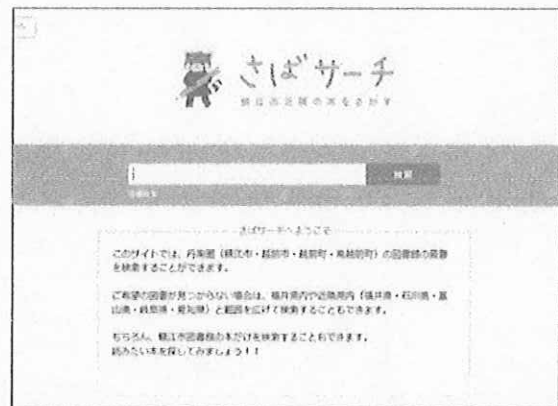 さばサーチ
鯖江市近隣の本をさがす
検索
詳細検索
さばサーチへようこそ
このサイトでは、丹南圏（鯖江市・越前市・越前町・南越前町）の図書館の蔵書
を検索することができます。
ご希望の図書が見つからない場合は、福井県内や近隣県内（福井県・石川県・富
山県・岐阜県・愛知県）と範囲を広げて検索することもできます。
もちろん、鯖江市図書館の本だけを検索することもできます。
読みたい本を探してみましょう！！